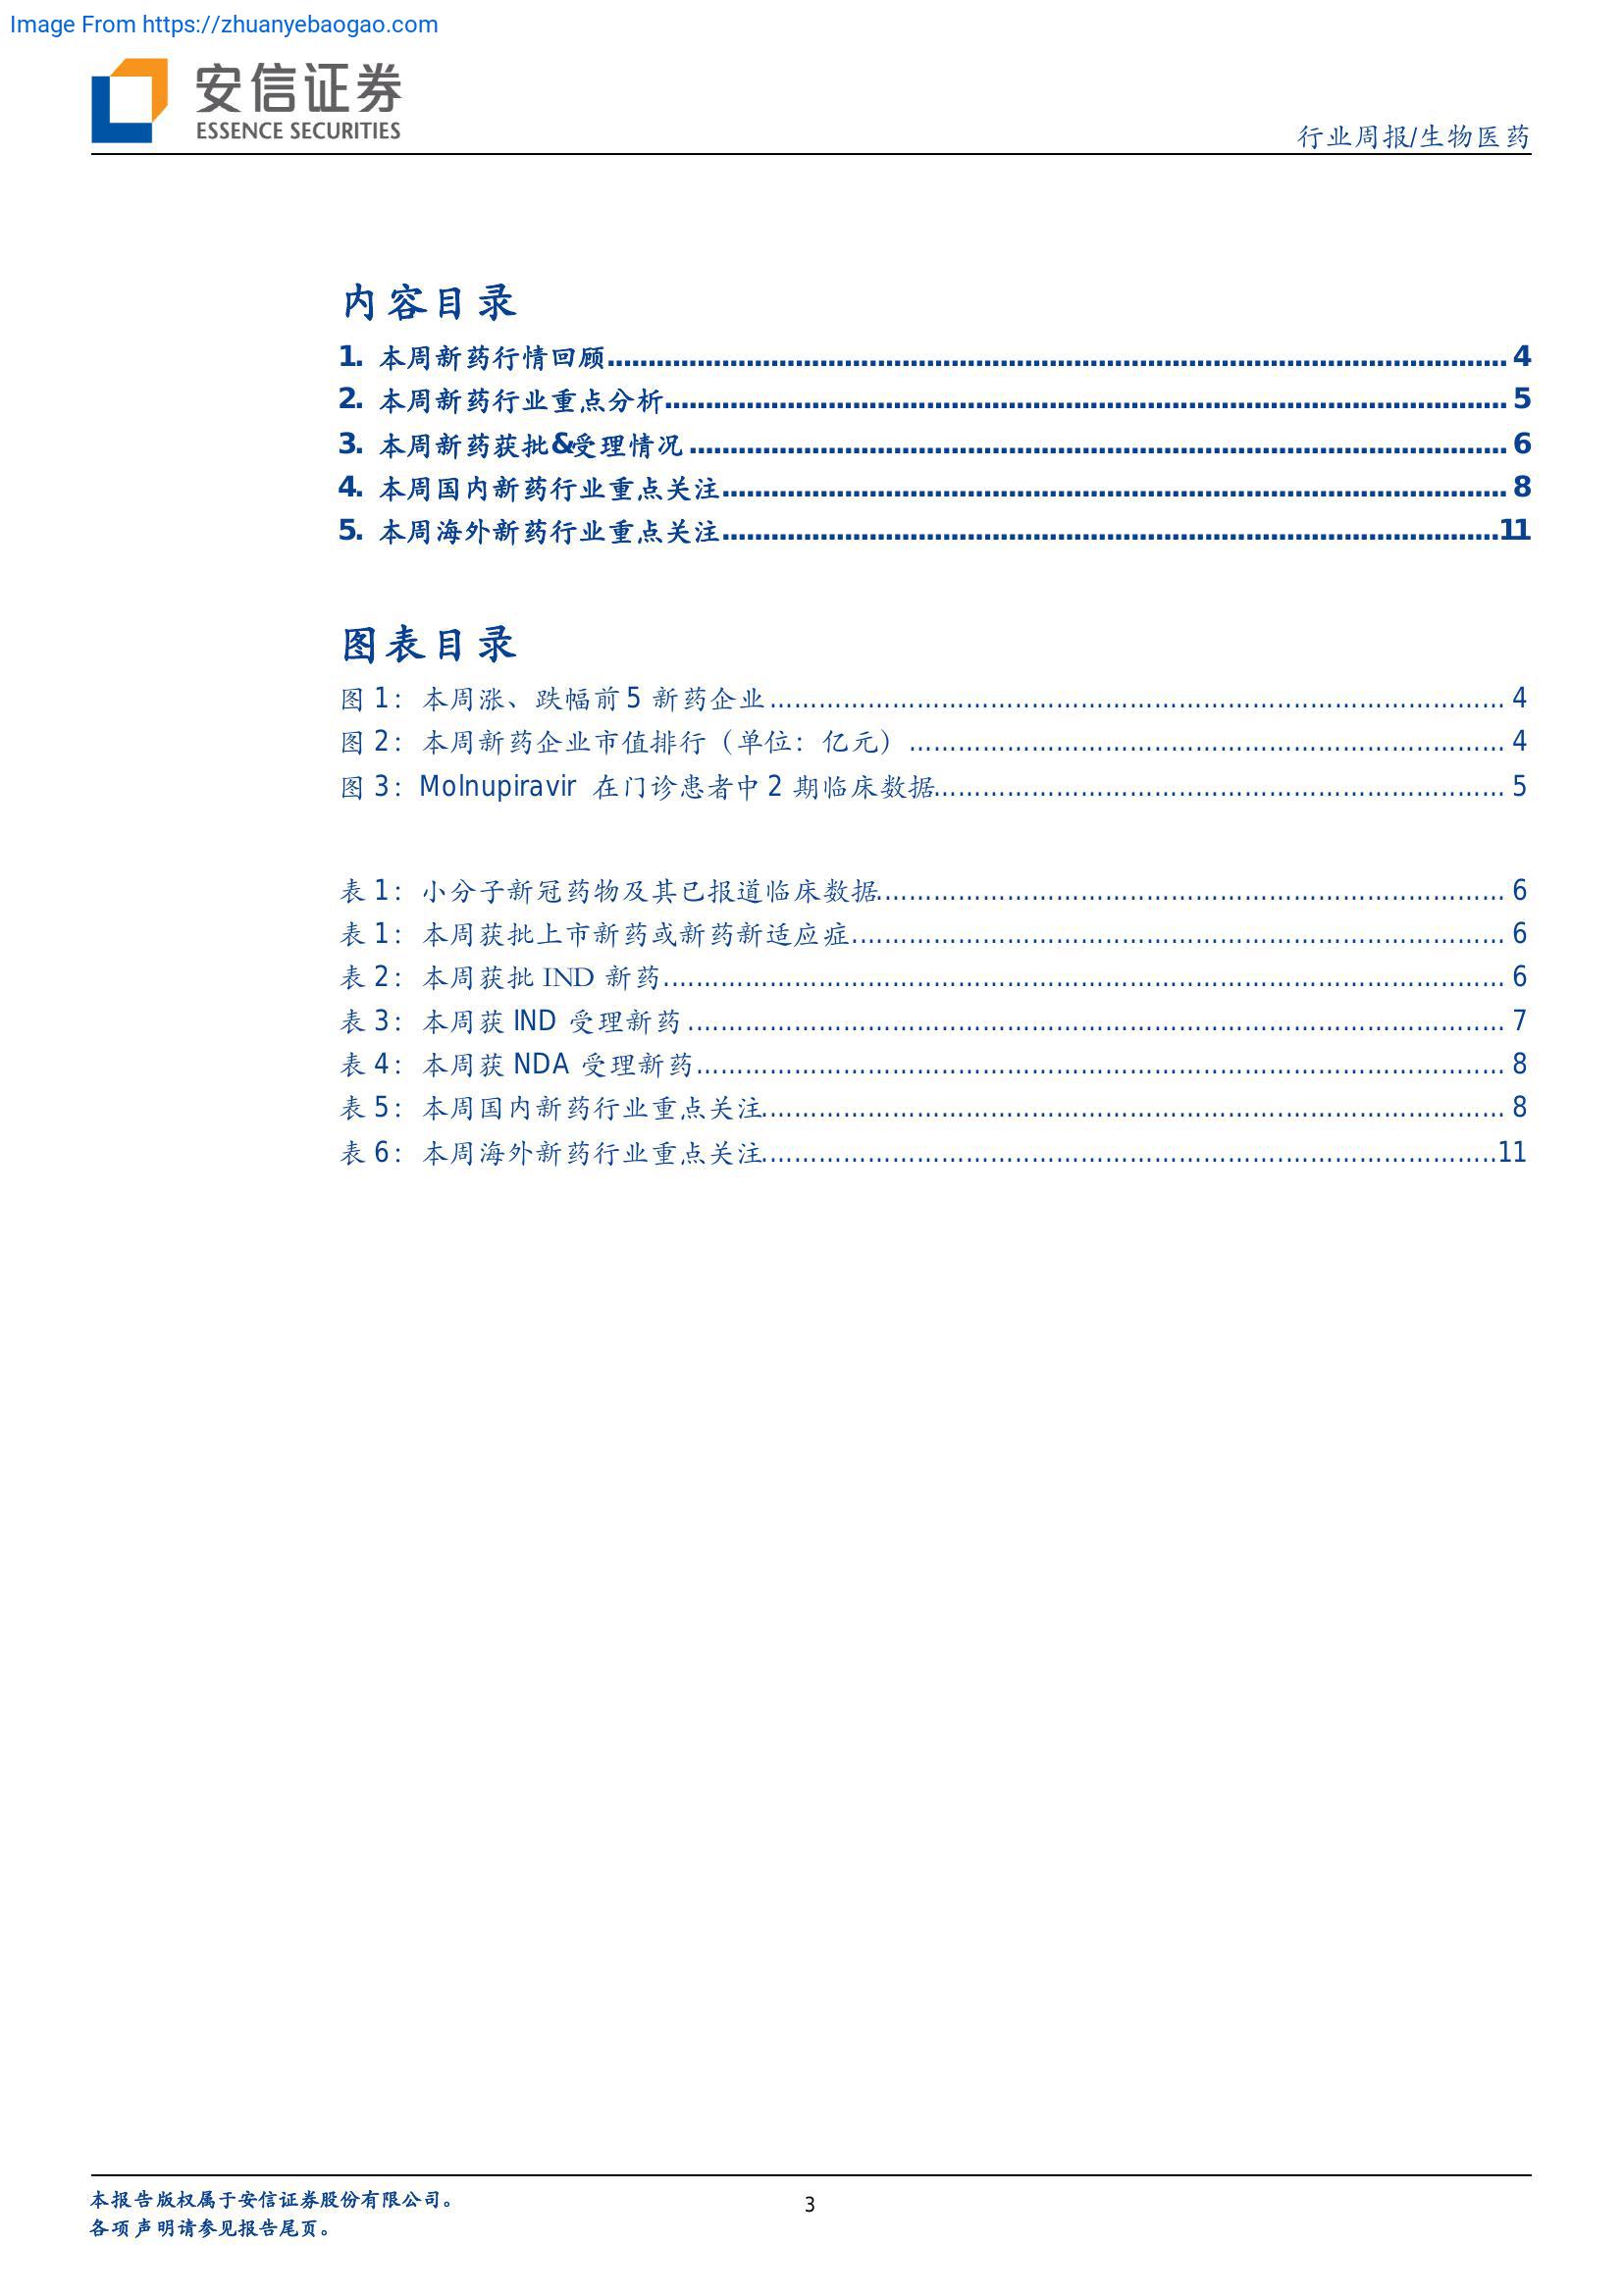 Image From https://zhuanyebaogao.com
安信证券
ESSENCE SECURITIES
行业周报/生物医药
内容目录
1. 本周新药行情回顾........................................ 4
2. 本周新药行业重点分析........................................ 5
3. 本周新药获批&受理情况........................................ 6
4. 本周国内新药行业重点关注........................................ 8
5. 本周海外新药行业重点关注........................................11
图表目录
图 1：本周涨、跌幅前 5 新药企业........................................ 4
图 2：本周新药企业市值排行（单位：亿元）........................................ 4
图 3：Molnupiravir 在门诊患者中 2 期临床数据........................................ 5
表 1：小分子新冠药物及其已报道临床数据........................................ 6
表 1：本周获批上市新药或新药新适应症........................................ 6
表 2：本周获批 IND 新药........................................ 6
表 3：本周获 IND 受理新药........................................ 7
表 4：本周获 NDA 受理新药........................................ 8
表 5：本周国内新药行业重点关注........................................ 8
表 6：本周海外新药行业重点关注........................................11
本报告版权属于安信证券股份有限公司。
3
各项声明请参见报告尾页。